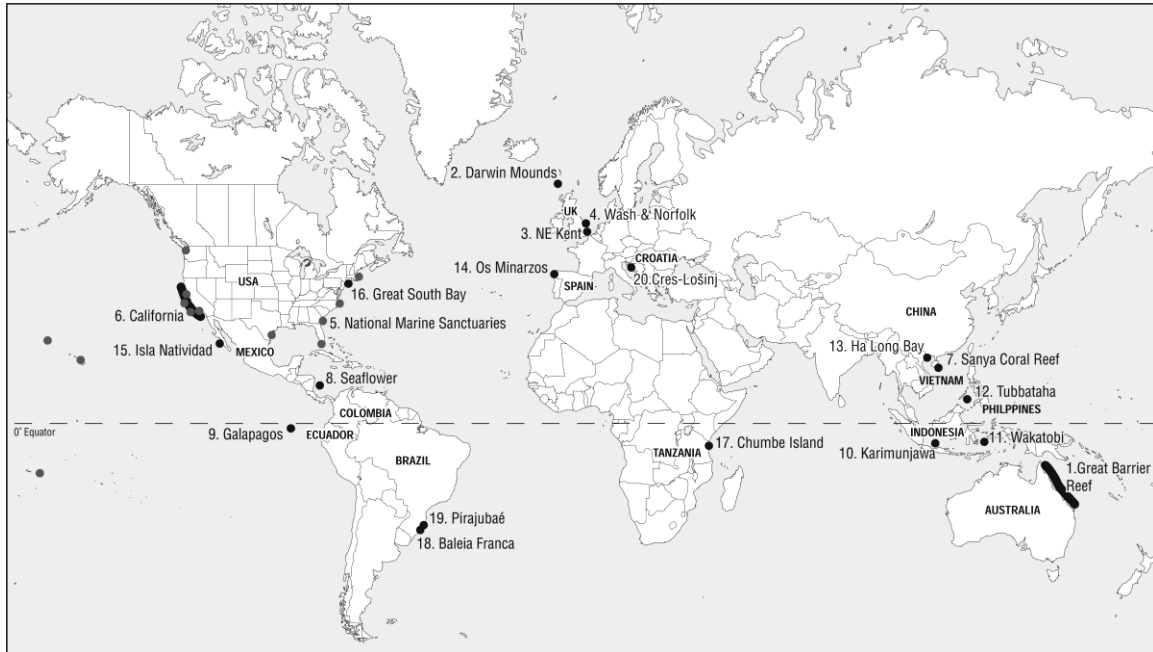 2. Darwin Mounds
UK
4. Wash & Norfolk
3. NE Kent
CROATIA
14. Os Minarzos
SPAIN
20.Cres-Lošinj
USA
16. Great South Bay
6. California
5. National Marine Sanctuaries
CHINA
15. Isla Natividad
MEXICO
13. Ha Long Bay
7. Sanya Coral Reef
VIETNAM
8. Seaflower
12. Tubbataha
PHILPPINES
COLOMBIA
0° Equator
9. Galapagos
ECUADOR
INDONESIA
11. Wakatobi
17. Chumbe Island
TANZANIA
10. Karimunjawa
BRAZIL
1.Great Barrier
Reef
AUSTRALIA
19. Pirajubaé
18. Baleia Franca